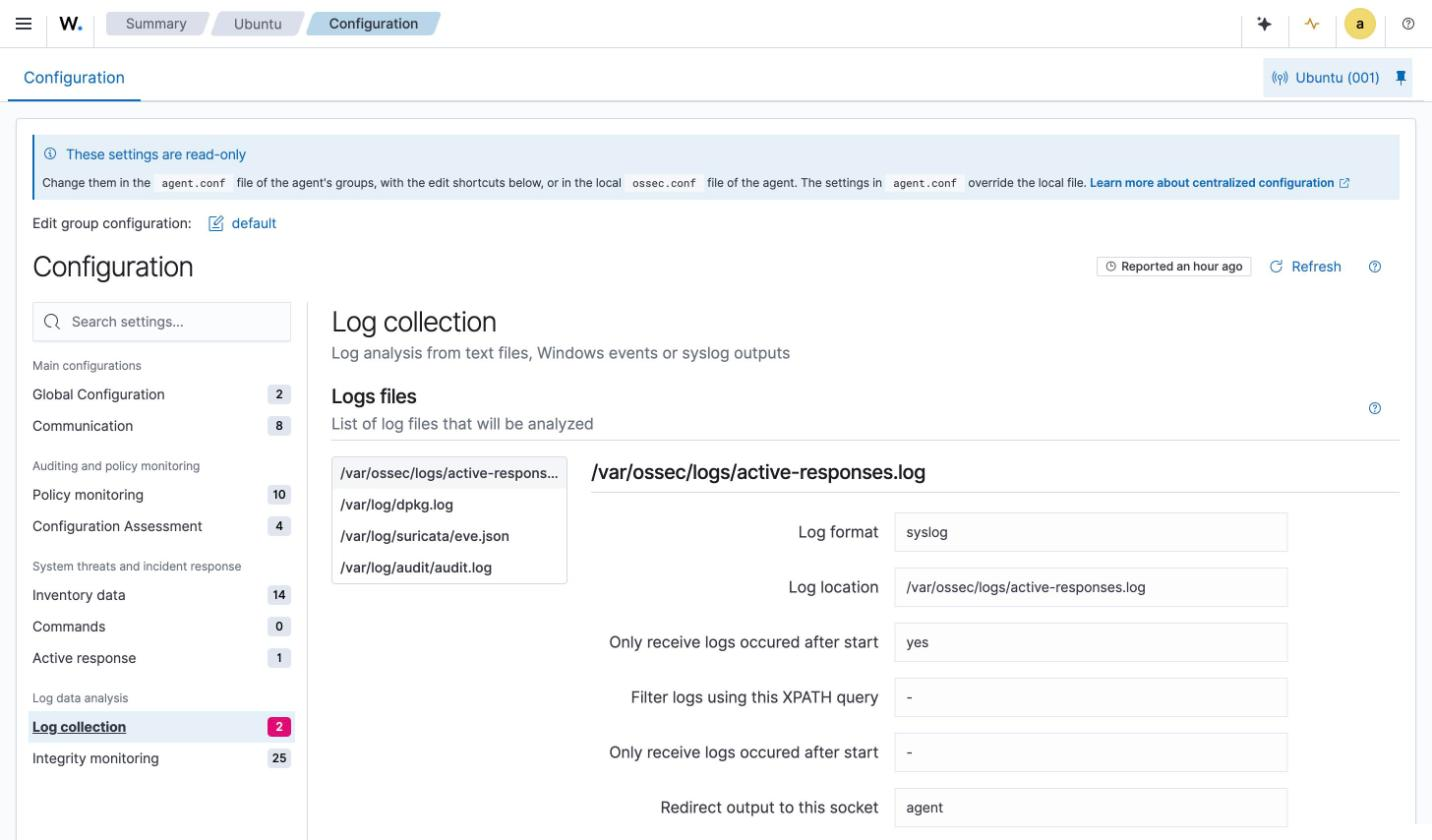 W.
Summary
Ubuntu
Configuration
a
Configuration
Ubuntu (001)
These settings are read-only
Change them in the agent.conf file of the agent's groups, with the edit shortcuts below, or in the local ossec.conf file of the agent. The settings in agent.conf override the local file. Learn more about centralized configuration
Edit group configuration: default
Configuration
Reported an hour ago
Refresh
Search settings...
Main configurations
Global Configuration 2
Communication 8
Auditing and policy monitoring
Policy monitoring 10
Configuration Assessment 4
System threats and incident response
Inventory data 14
Commands 0
Active response 1
Log data analysis
Log collection 2
Integrity monitoring 25
Log collection
Log analysis from text files, Windows events or syslog outputs
Logs files
List of log files that will be analyzed
/var/ossec/logs/active-respons...
/var/log/dpkg.log
/var/log/suricata/eve.json
/var/log/audit/audit.log
/var/ossec/logs/active-responses.log
Log format syslog
Log location /var/ossec/logs/active-responses.log
Only receive logs occured after start yes
Filter logs using this XPATH query -
Only receive logs occured after start -
Redirect output to this socket agent